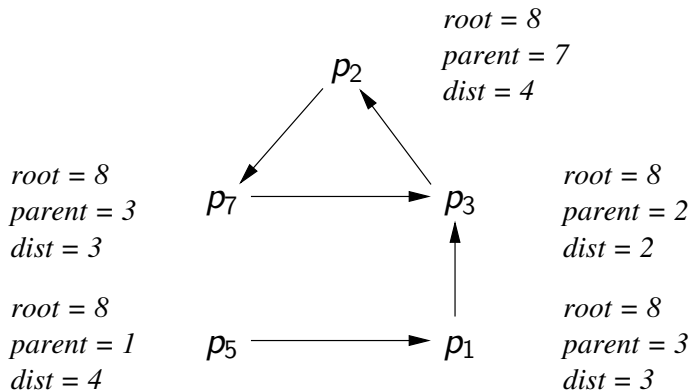 root = 8
parent = 7
dist = 4
p2
root = 8
parent = 3
dist = 3
p7
p3
root = 8
parent = 2
dist = 2
root = 8
parent = 1
dist = 4
p5
p1
root = 8
parent = 3
dist = 3